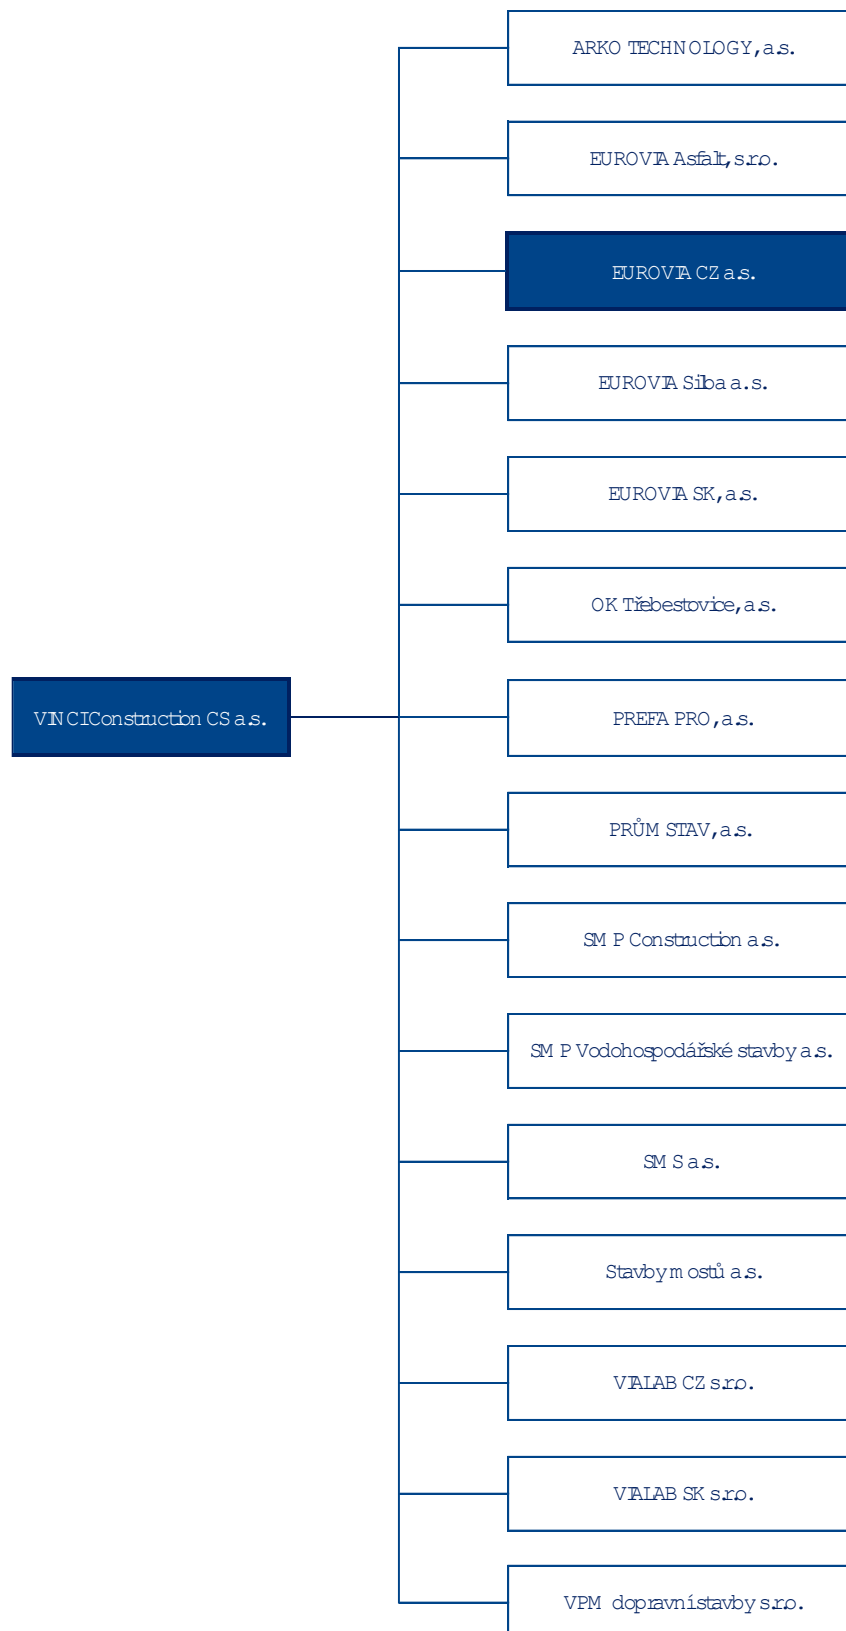 ARKO TECHNOLOGY, a.s.
EUROVIA Asfalt, s.r.o.
EUROVIA CZ a.s.
EUROVIA Silba a.s.
EUROVIA SK, a.s.
OK Třebestovice, a.s.
VINCI Construction CS a.s.
PREFA PRO, a.s.
PRŮMSTAV, a.s.
SMP Construction a.s.
SMP Vodohospodářské stavby a.s.
SMS a.s.
Stavby mostů a.s.
VIALAB CZ s.r.o.
VIALAB SK s.r.o.
VPM dopravní stavby s.r.o.